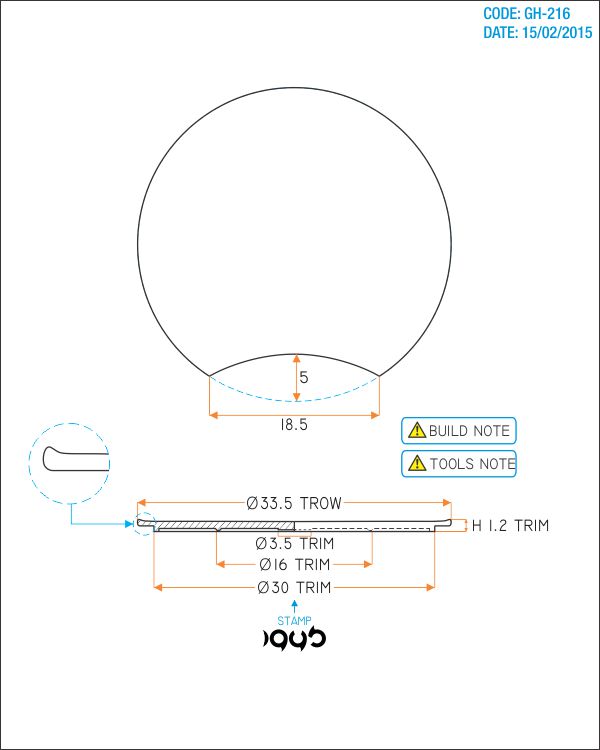 CODE: GH-216
DATE: 15/02/2015
5
18.5
BUILD NOTE
TOOLS NOTE
Ø33.5 TROW
H 1.2 TRIM
Ø3.5 TRIM
Ø16 TRIM
Ø30 TRIM
STAMP